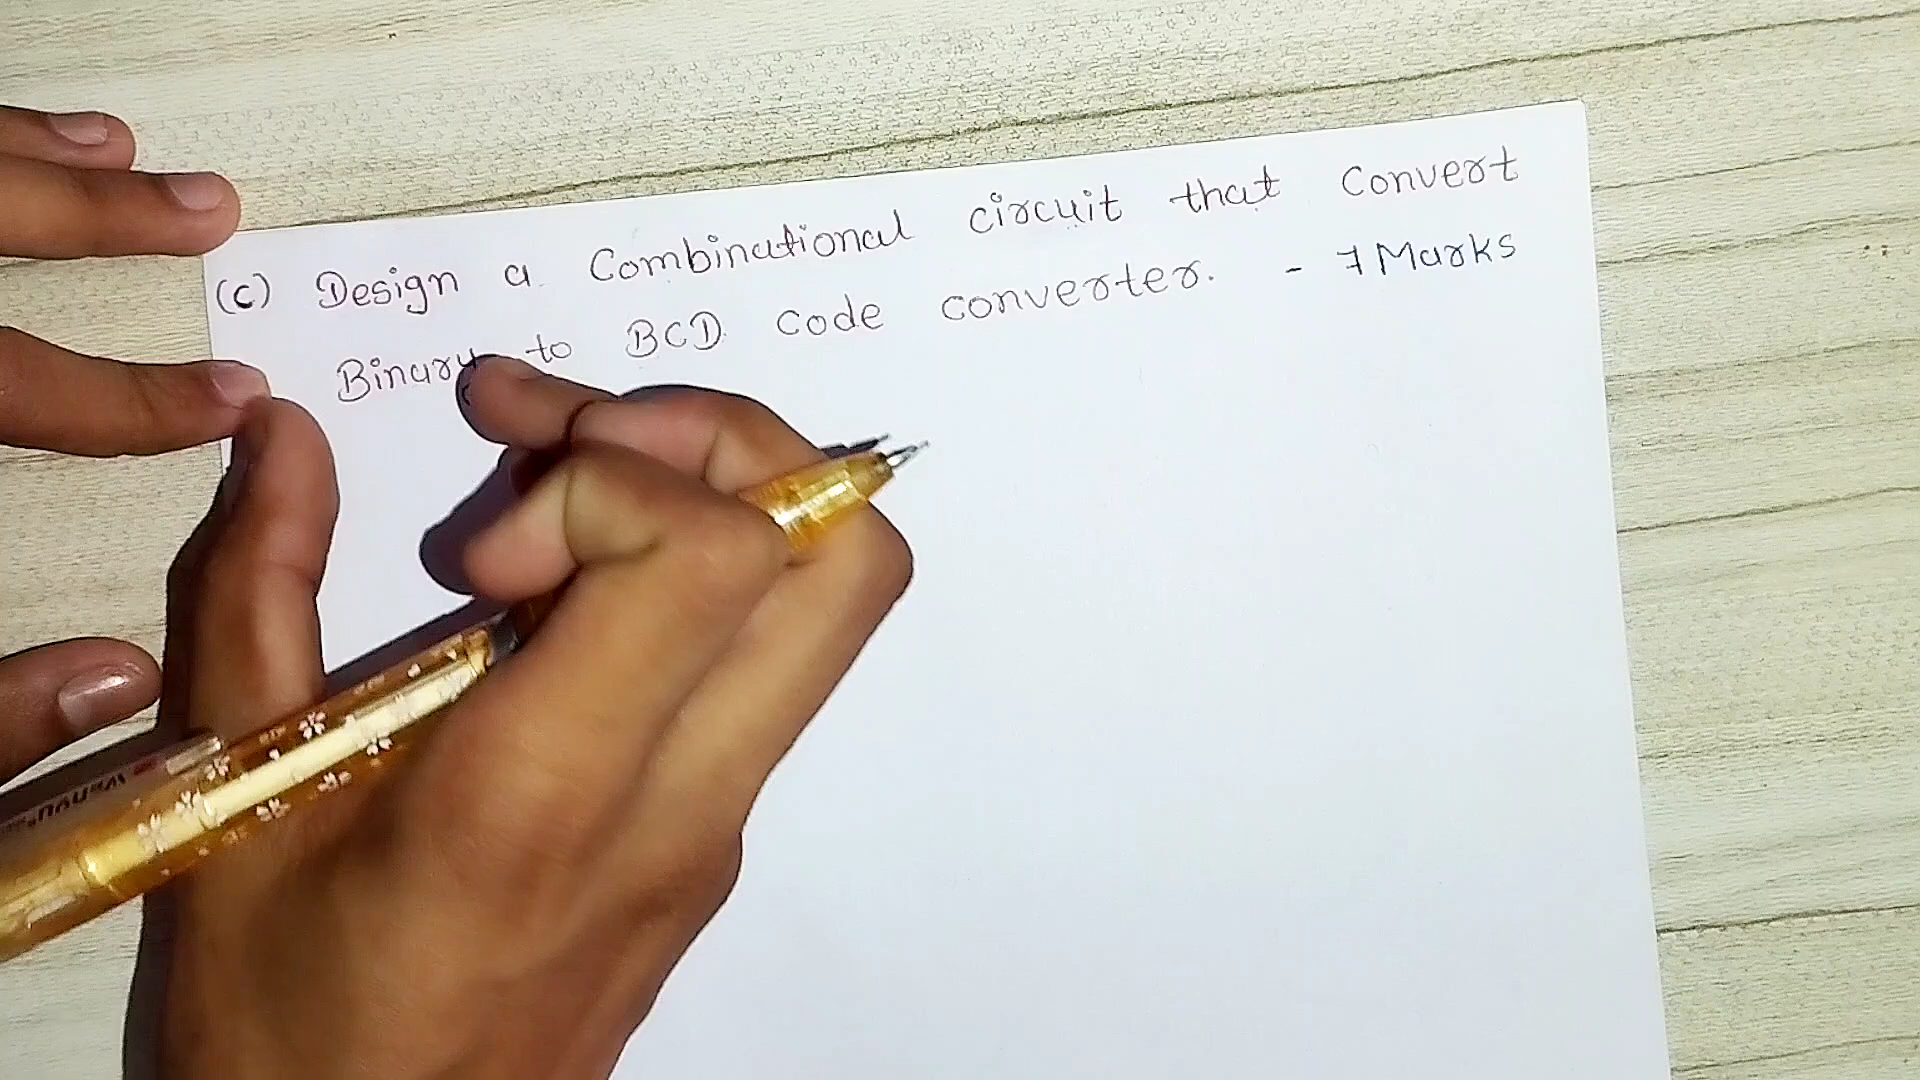 (c) Design a Combinational circuit that Convert
Binary to BCD Code converter. - 7 Marks